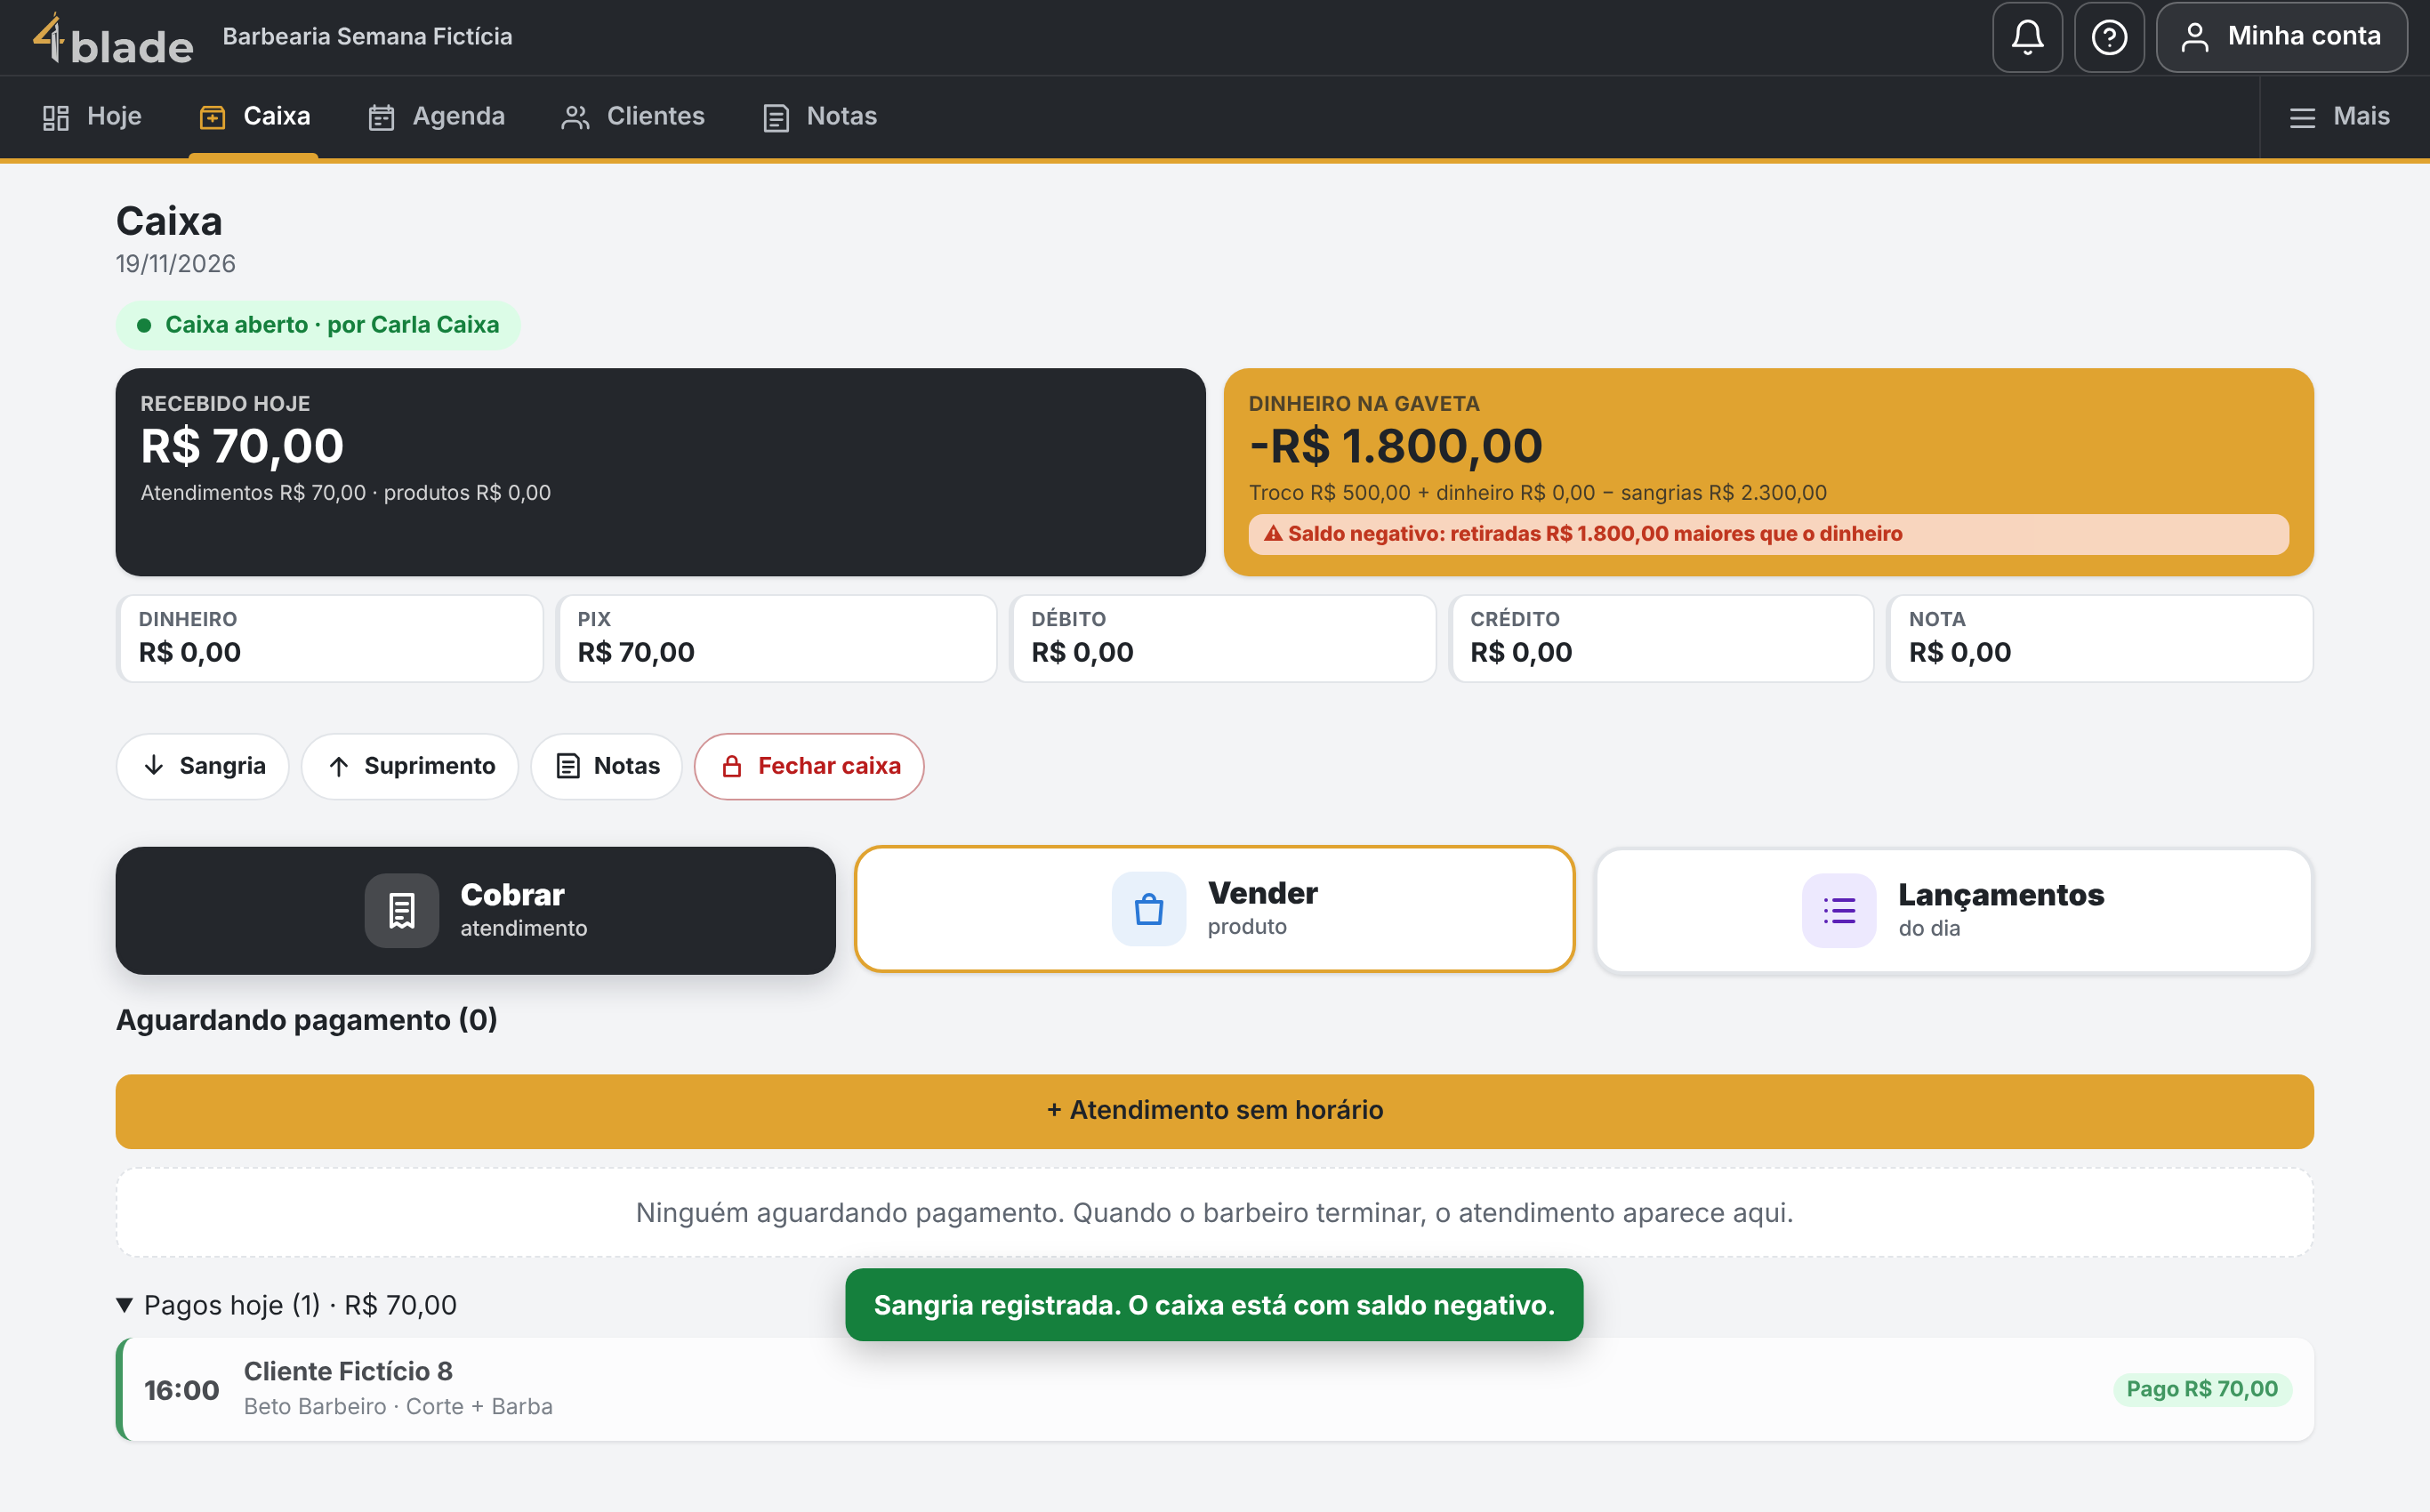 4blade
Barbearia Semana Fictícia
Minha conta
Hoje
Caixa
Agenda
Clientes
Notas
Mais
Caixa
19/11/2026
Caixa aberto · por Carla Caixa
RECEBIDO HOJE
R$ 70,00
Atendimentos R$ 70,00 · produtos R$ 0,00
DINHEIRO NA GAVETA
-R$ 1.800,00
Troco R$ 500,00 + dinheiro R$ 0,00 − sangrias R$ 2.300,00
⚠ Saldo negativo: retiradas R$ 1.800,00 maiores que o dinheiro
DINHEIRO
R$ 0,00
PIX
R$ 70,00
DÉBITO
R$ 0,00
CRÉDITO
R$ 0,00
NOTA
R$ 0,00
Sangria
Suprimento
Notas
Fechar caixa
Cobrar
atendimento
Vender
produto
Lançamentos
do dia
Aguardando pagamento (0)
+ Atendimento sem horário
Ninguém aguardando pagamento. Quando o barbeiro terminar, o atendimento aparece aqui.
▼ Pagos hoje (1) · R$ 70,00
Sangria registrada. O caixa está com saldo negativo.
16:00
Cliente Fictício 8
Beto Barbeiro · Corte + Barba
Pago R$ 70,00